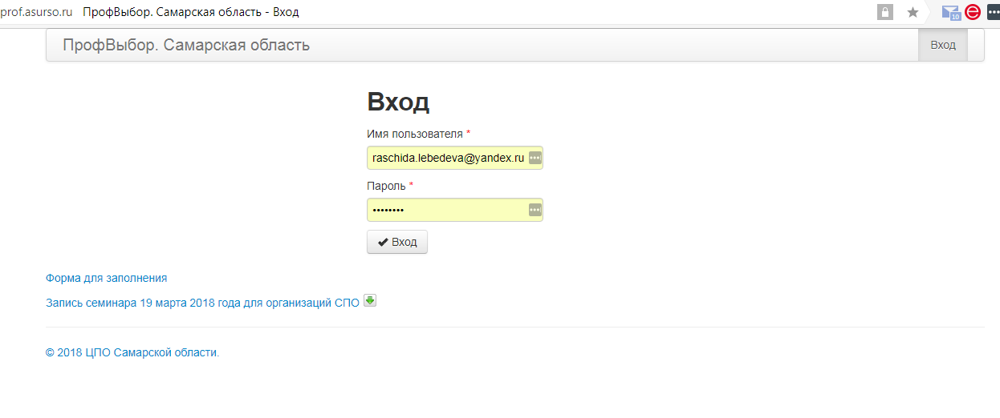 prof.asurso.ru ПрофВыбор. Самарская область - Вход
10
ПрофВыбор. Самарская область Вход
Вход
Имя пользователя *
raschida.lebedeva@yandex.ru
Пароль *
••••••••
Вход
Форма для заполнения
Запись семинара 19 марта 2018 года для организаций СПО
© 2018 ЦПО Самарской области.